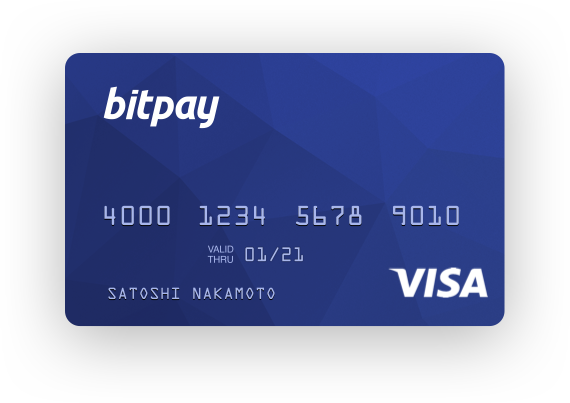 bitpay
4000 1234 5678 9010
VALID
THRU 01/21
SATOSHI NAKAMOTO
VISA